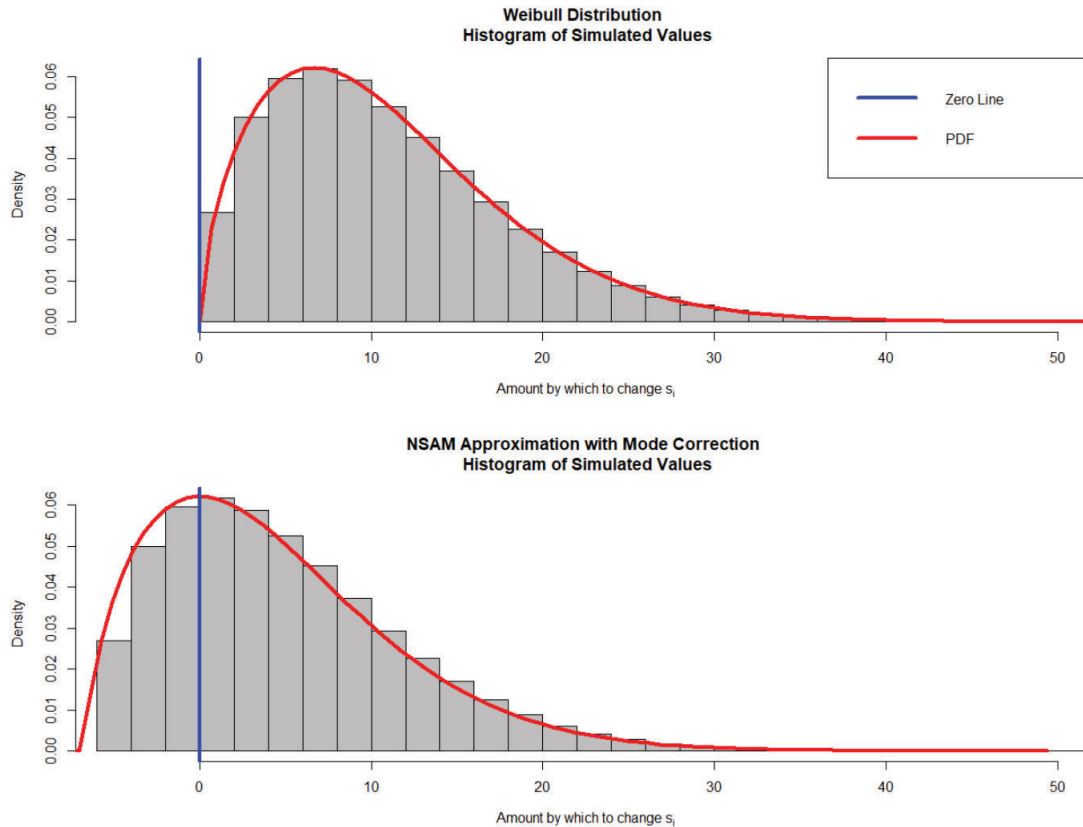 Weibull Distribution
Histogram of Simulated Values
Zero Line
PDF
Density
0.00 0.01 0.02 0.03 0.04 0.05 0.06
0 10 20 30 40 50
Amount by which to change si
NSAM Approximation with Mode Correction
Histogram of Simulated Values
Density
0.00 0.01 0.02 0.03 0.04 0.05 0.06
0 10 20 30 40 50
Amount by which to change si